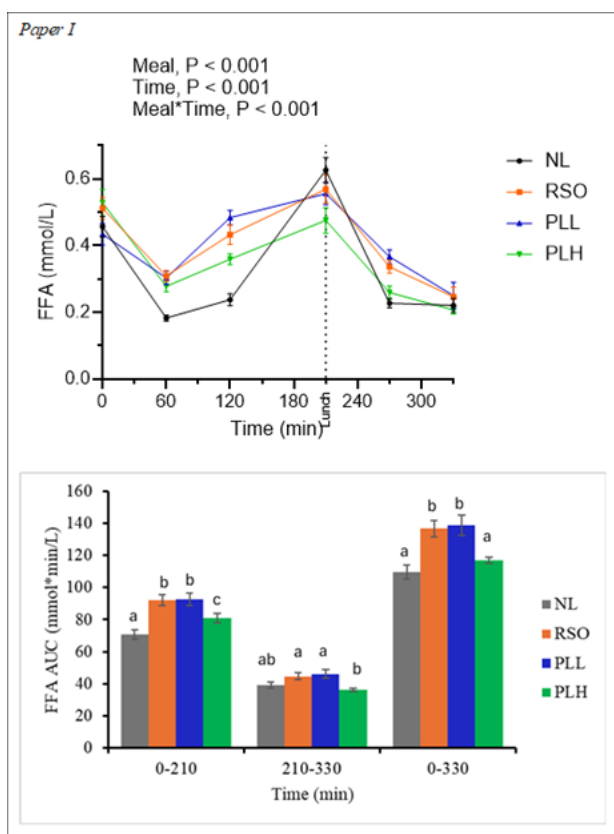 Paper I
Meal, P < 0.001
Time, P < 0.001
Meal*Time, P < 0.001
NL
RSO
PLL
PLH
FFA (mmol/L)
0.6
0.4
0.2
0.0
0 60 120 180 240 300
Lunch
Time (min)
FFA AUC (mmol*min/L)
160
140
120
100
80
60
40
20
0
a b b c
ab a a b
a b b a
0-210 210-330 0-330
Time (min)
NL
RSO
PLL
PLH